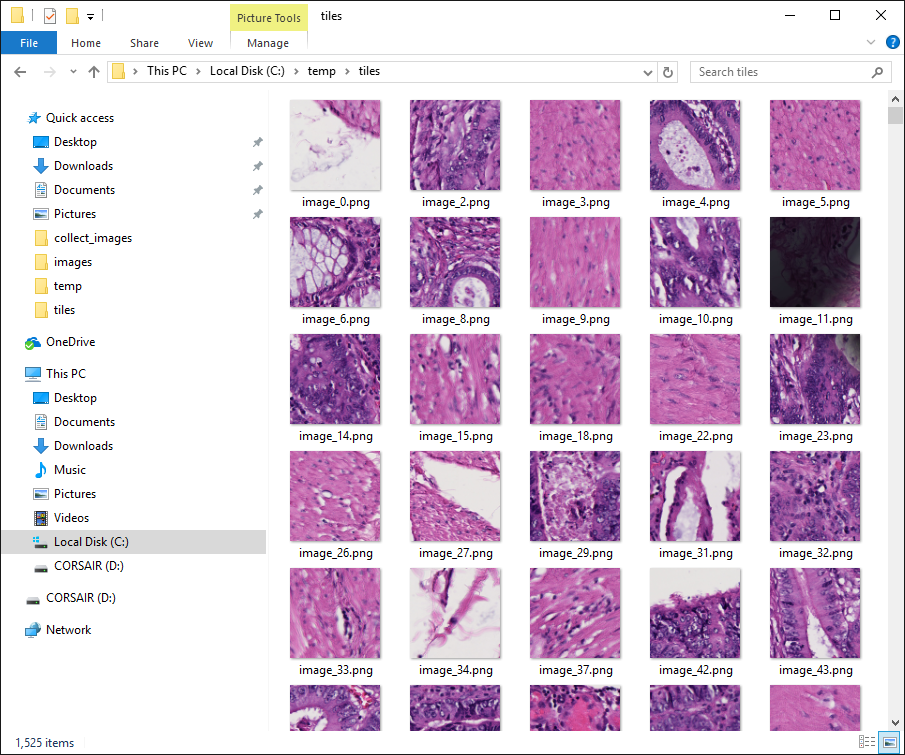 Picture Tools
tiles
File
Home
Share
View
Manage
This PC
Local Disk (C:)
temp
tiles
Search tiles
Quick access
Desktop
Downloads
Documents
Pictures
collect_images
images
temp
tiles
OneDrive
This PC
Desktop
Documents
Downloads
Music
Pictures
Videos
Local Disk (C:)
CORSAIR (D:)
CORSAIR (D:)
Network
image_0.png
image_2.png
image_3.png
image_4.png
image_5.png
image_6.png
image_8.png
image_9.png
image_10.png
image_11.png
image_14.png
image_15.png
image_18.png
image_22.png
image_23.png
image_26.png
image_27.png
image_29.png
image_31.png
image_32.png
image_33.png
image_34.png
image_37.png
image_42.png
image_43.png
1,525 items